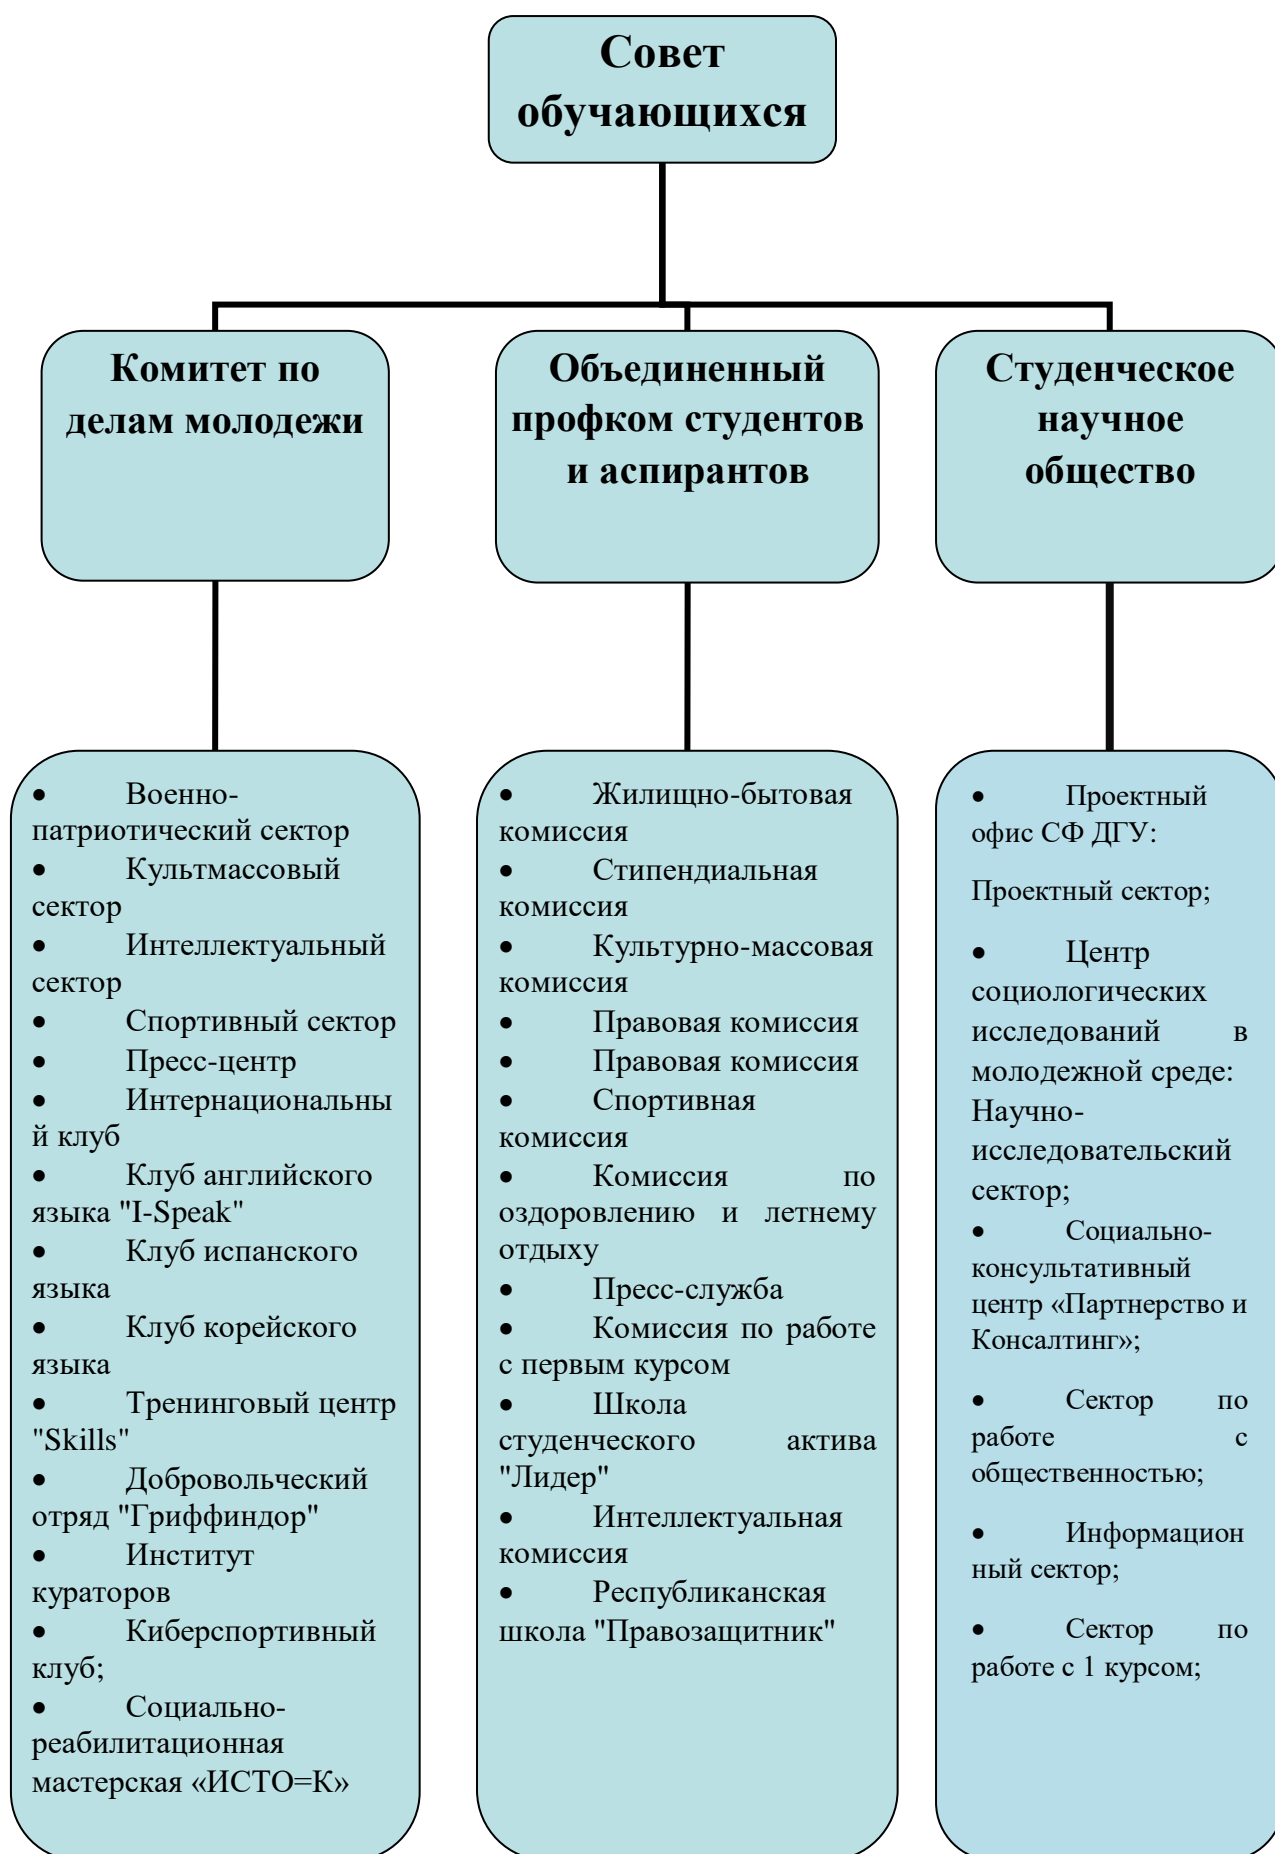 Совет
обучающихся
Комитет по
делам молодежи
Объединенный
профком студентов
и аспирантов
Студенческое
научное
общество
• Военно-
патриотический сектор
• Культмассовый
сектор
• Интеллектуальный
сектор
• Спортивный сектор
• Пресс-центр
• Интернациональны
й клуб
• Клуб английского
языка "I-Speak"
• Клуб испанского
языка
• Клуб корейского
языка
• Тренинговый центр
"Skills"
• Добровольческий
отряд "Гриффиндор"
• Институт
кураторов
• Киберспортивный
клуб;
• Социально-
реабилитационная
мастерская «ИСТО=К»
• Жилищно-бытовая
комиссия
• Стипендиальная
комиссия
• Культурно-массовая
комиссия
• Правовая комиссия
• Правовая комиссия
• Спортивная
комиссия
• Комиссия по
оздоровлению и летнему
отдыху
• Пресс-служба
• Комиссия по работе
с первым курсом
• Школа
студенческого актива
"Лидер"
• Интеллектуальная
комиссия
• Республиканская
школа "Правозащитник"
• Проектный
офис СФ ДГУ:
Проектный сектор;
• Центр
социологических
исследований в
молодежной среде:
Научно-
исследовательский
сектор;
• Социально-
консультативный
центр «Партнерство и
Консалтинг»;
• Сектор по
работе с
общественностью;
• Информацион
ный сектор;
• Сектор по
работе с 1 курсом;